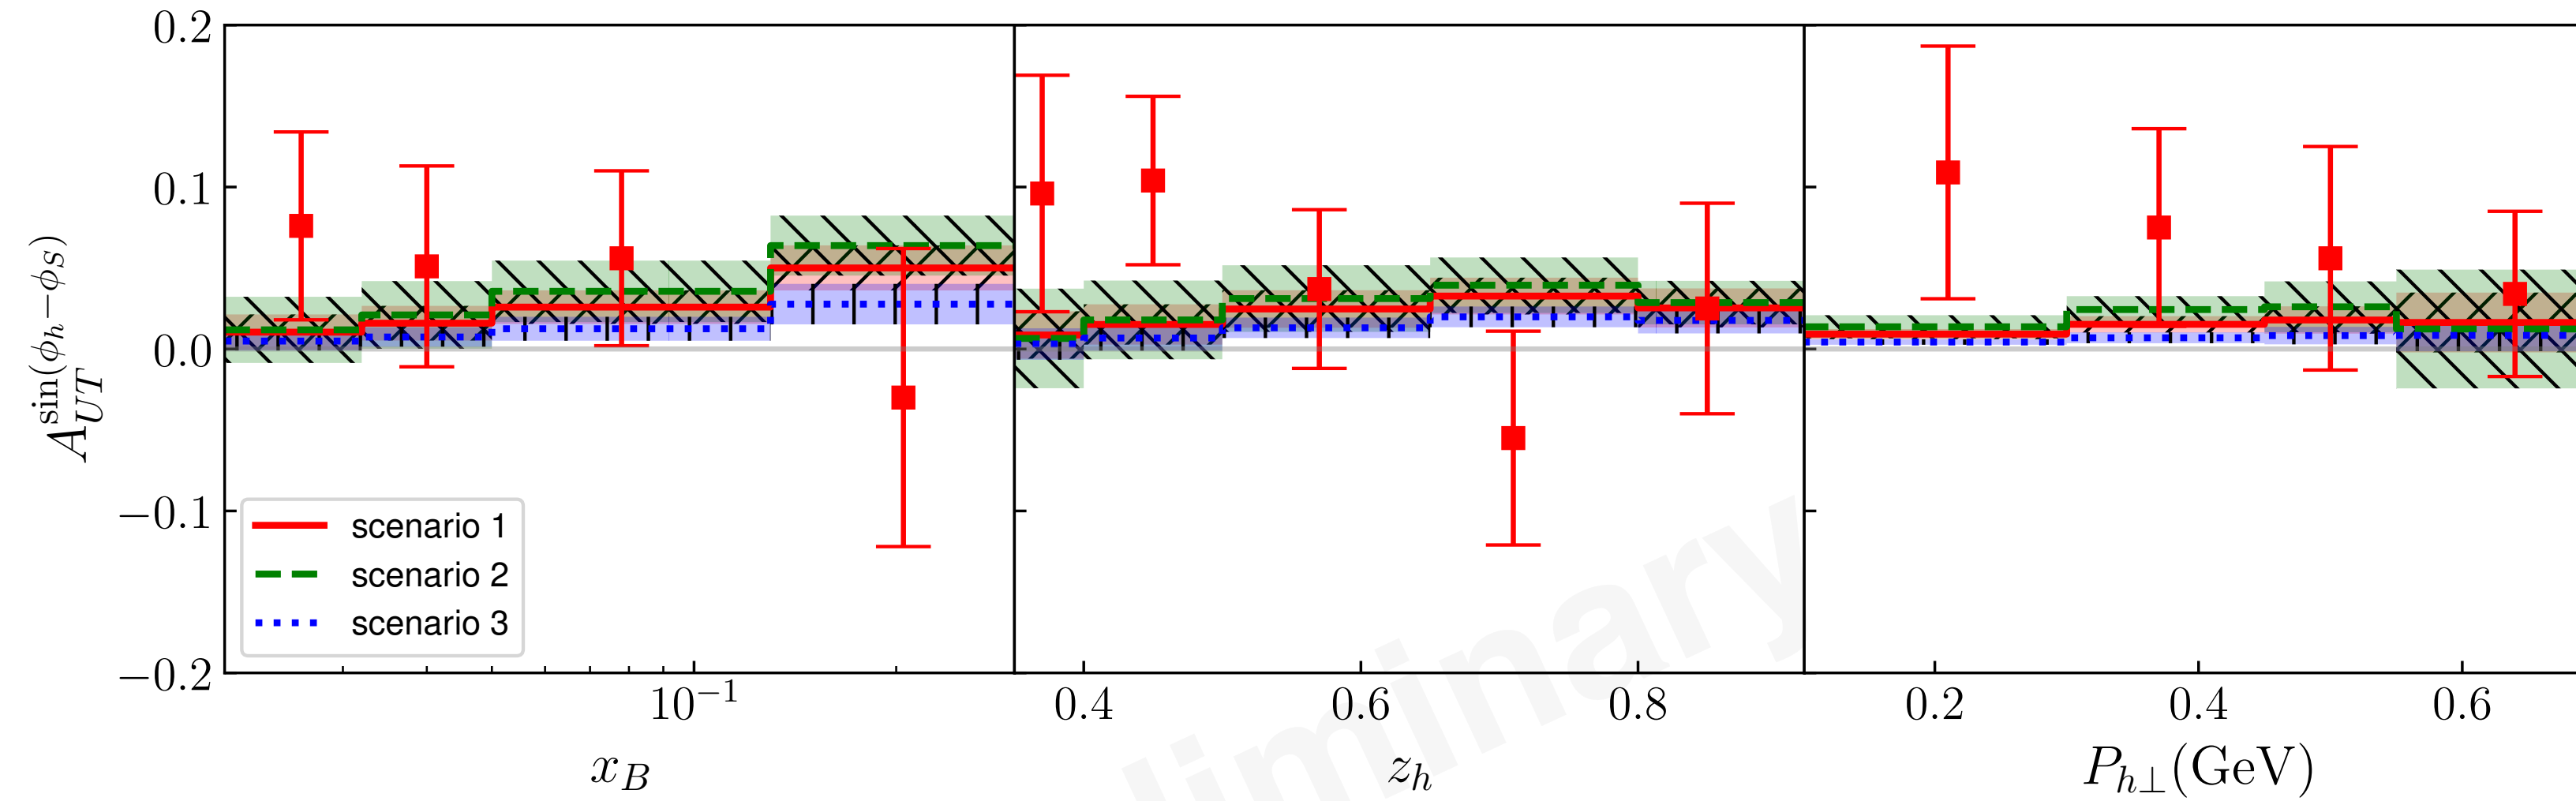 0.2
0.1
0.0
−0.1
−0.2
A_{UT}^{sin(ϕ_h−ϕ_S)}
scenario 1
scenario 2
scenario 3
10^{−1}
0.4 0.6 0.8
0.2 0.4 0.6
x_B
z_h
P_{h⊥}(GeV)
liminary